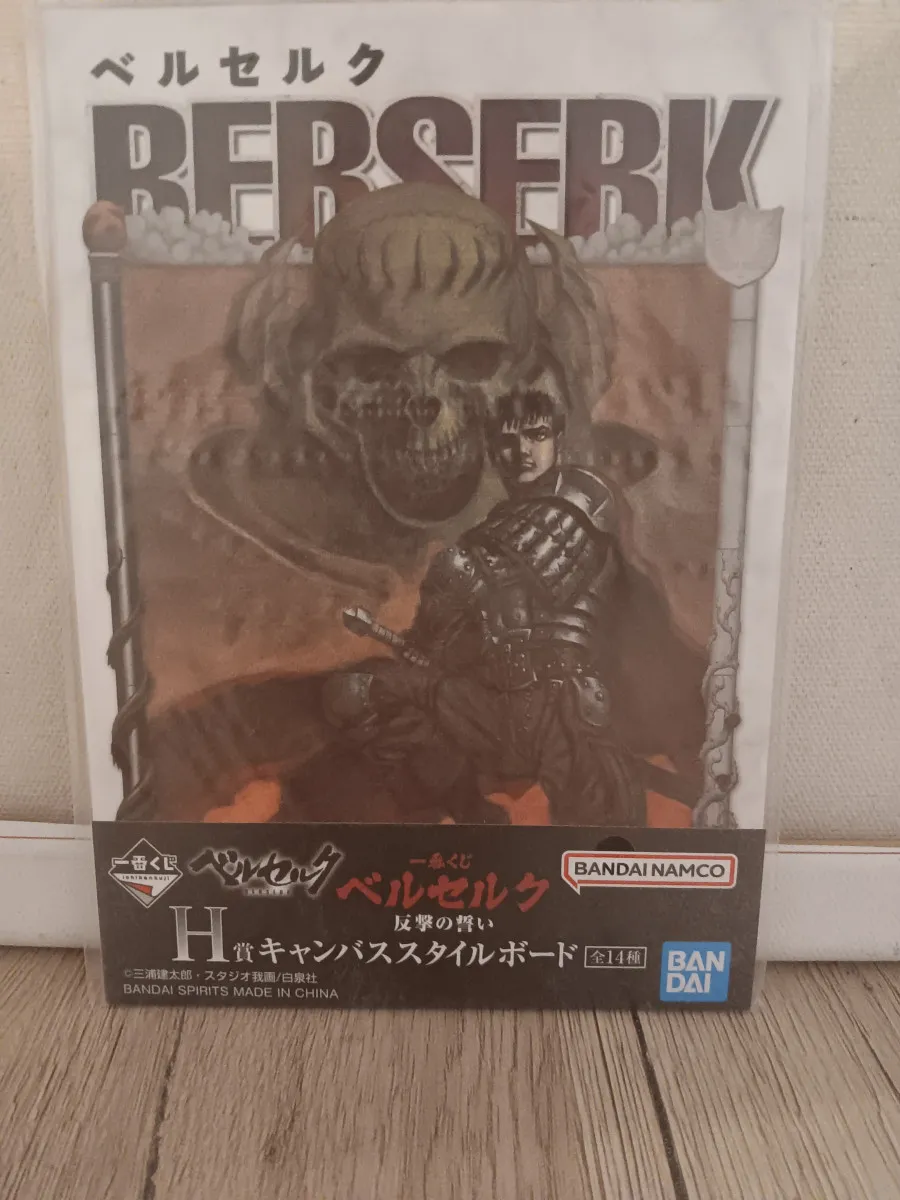 ベルセルク
BERSERK
一番くじ
ichibankuji
ベルセルク
BERSERK
一番くじ
ベルセルク
反撃の誓い
BANDAI NAMCO
H賞 キャンバススタイルボード 全14種
©三浦建太郎・スタジオ我画/白泉社
BANDAI SPIRITS MADE IN CHINA
BAN
DAI